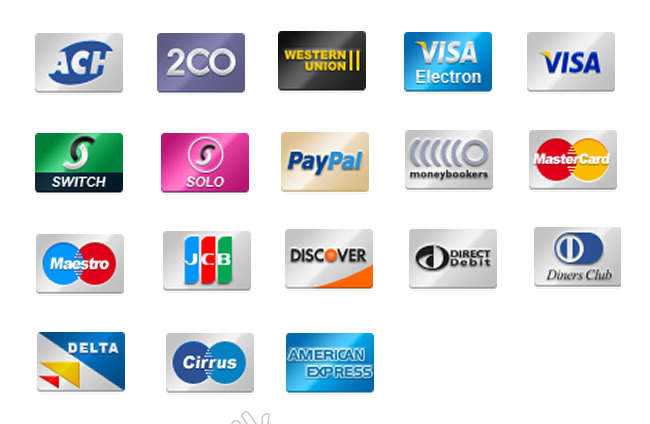 ACH
2CO
WESTERN
UNION
VISA
Electron
VISA
SWITCH
SOLO
PayPal
moneybookers
MasterCard
Maestro
JCB
DISCOVER
DIRECT
Debit
Diners Club
DELTA
Cirrus
AMERICAN
EXPRESS